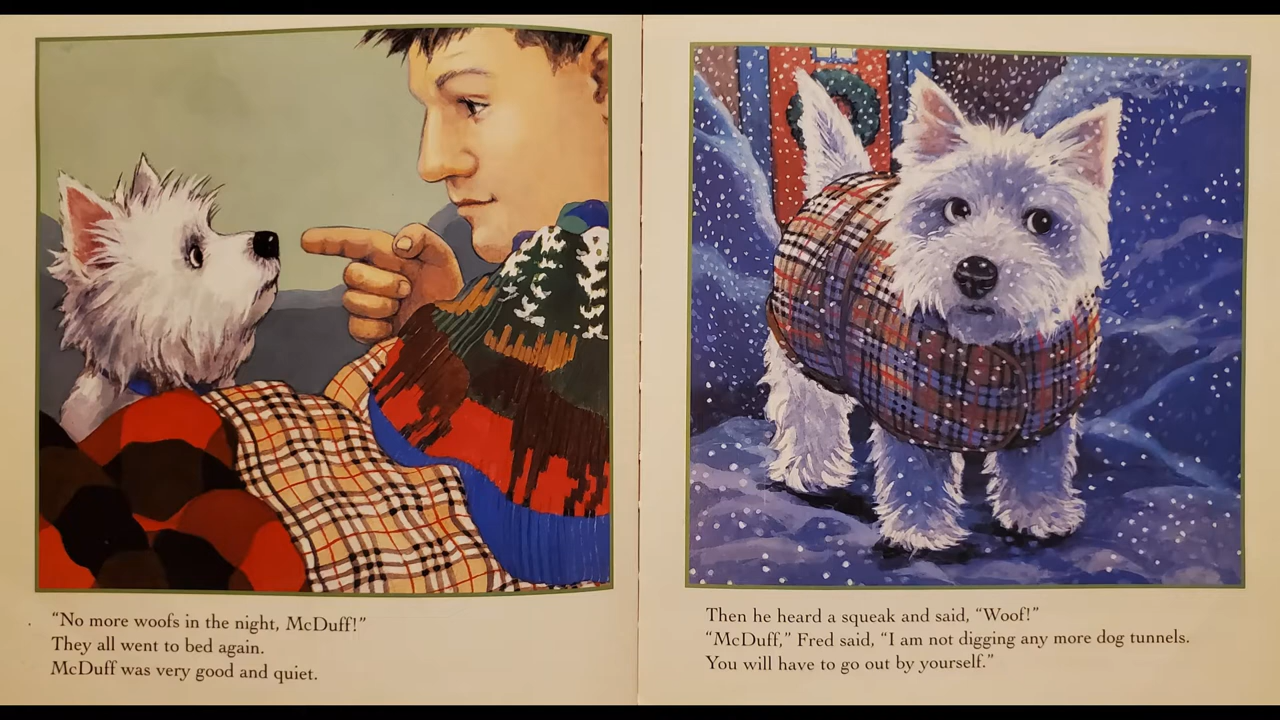 “No more woofs in the night, McDuff!”
They all went to bed again.
McDuff was very good and quiet.
Then he heard a squeak and said, “Woof!”
“McDuff,” Fred said, “I am not digging any more dog tunnels.
You will have to go out by yourself.”